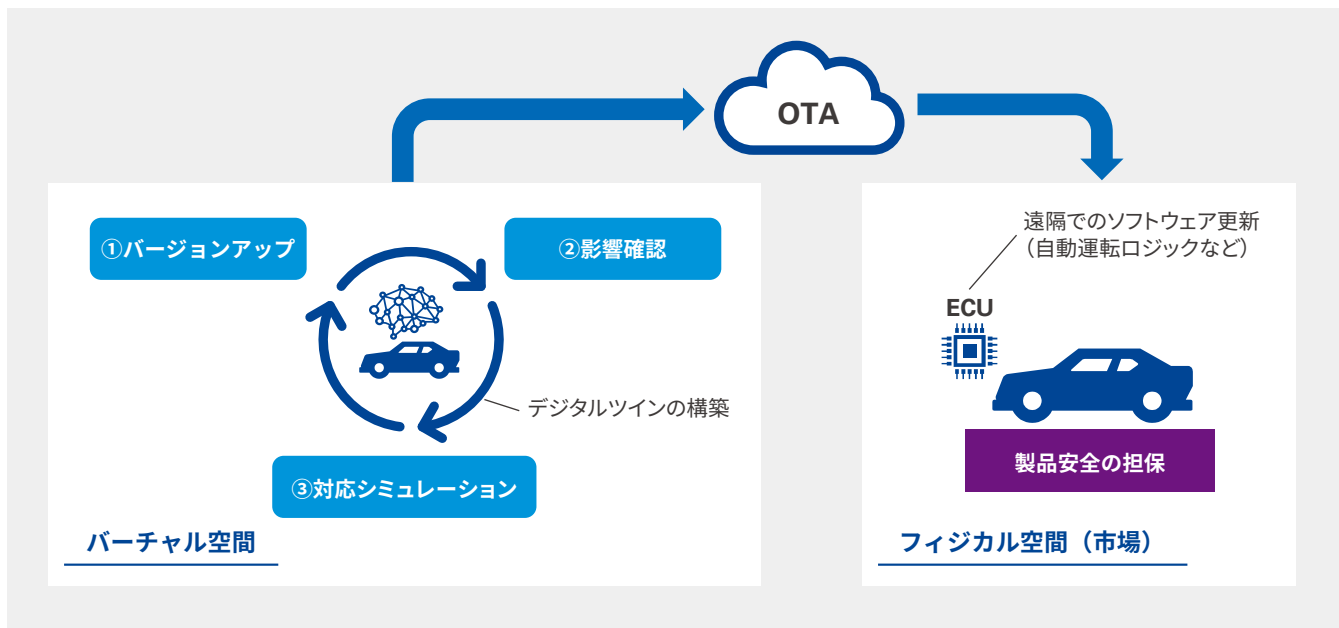 OTA
①バージョンアップ
②影響確認
デジタルツインの構築
③対応シミュレーション
バーチャル空間
遠隔でのソフトウェア更新
（自動運転ロジックなど）
ECU
製品安全の担保
フィジカル空間（市場）